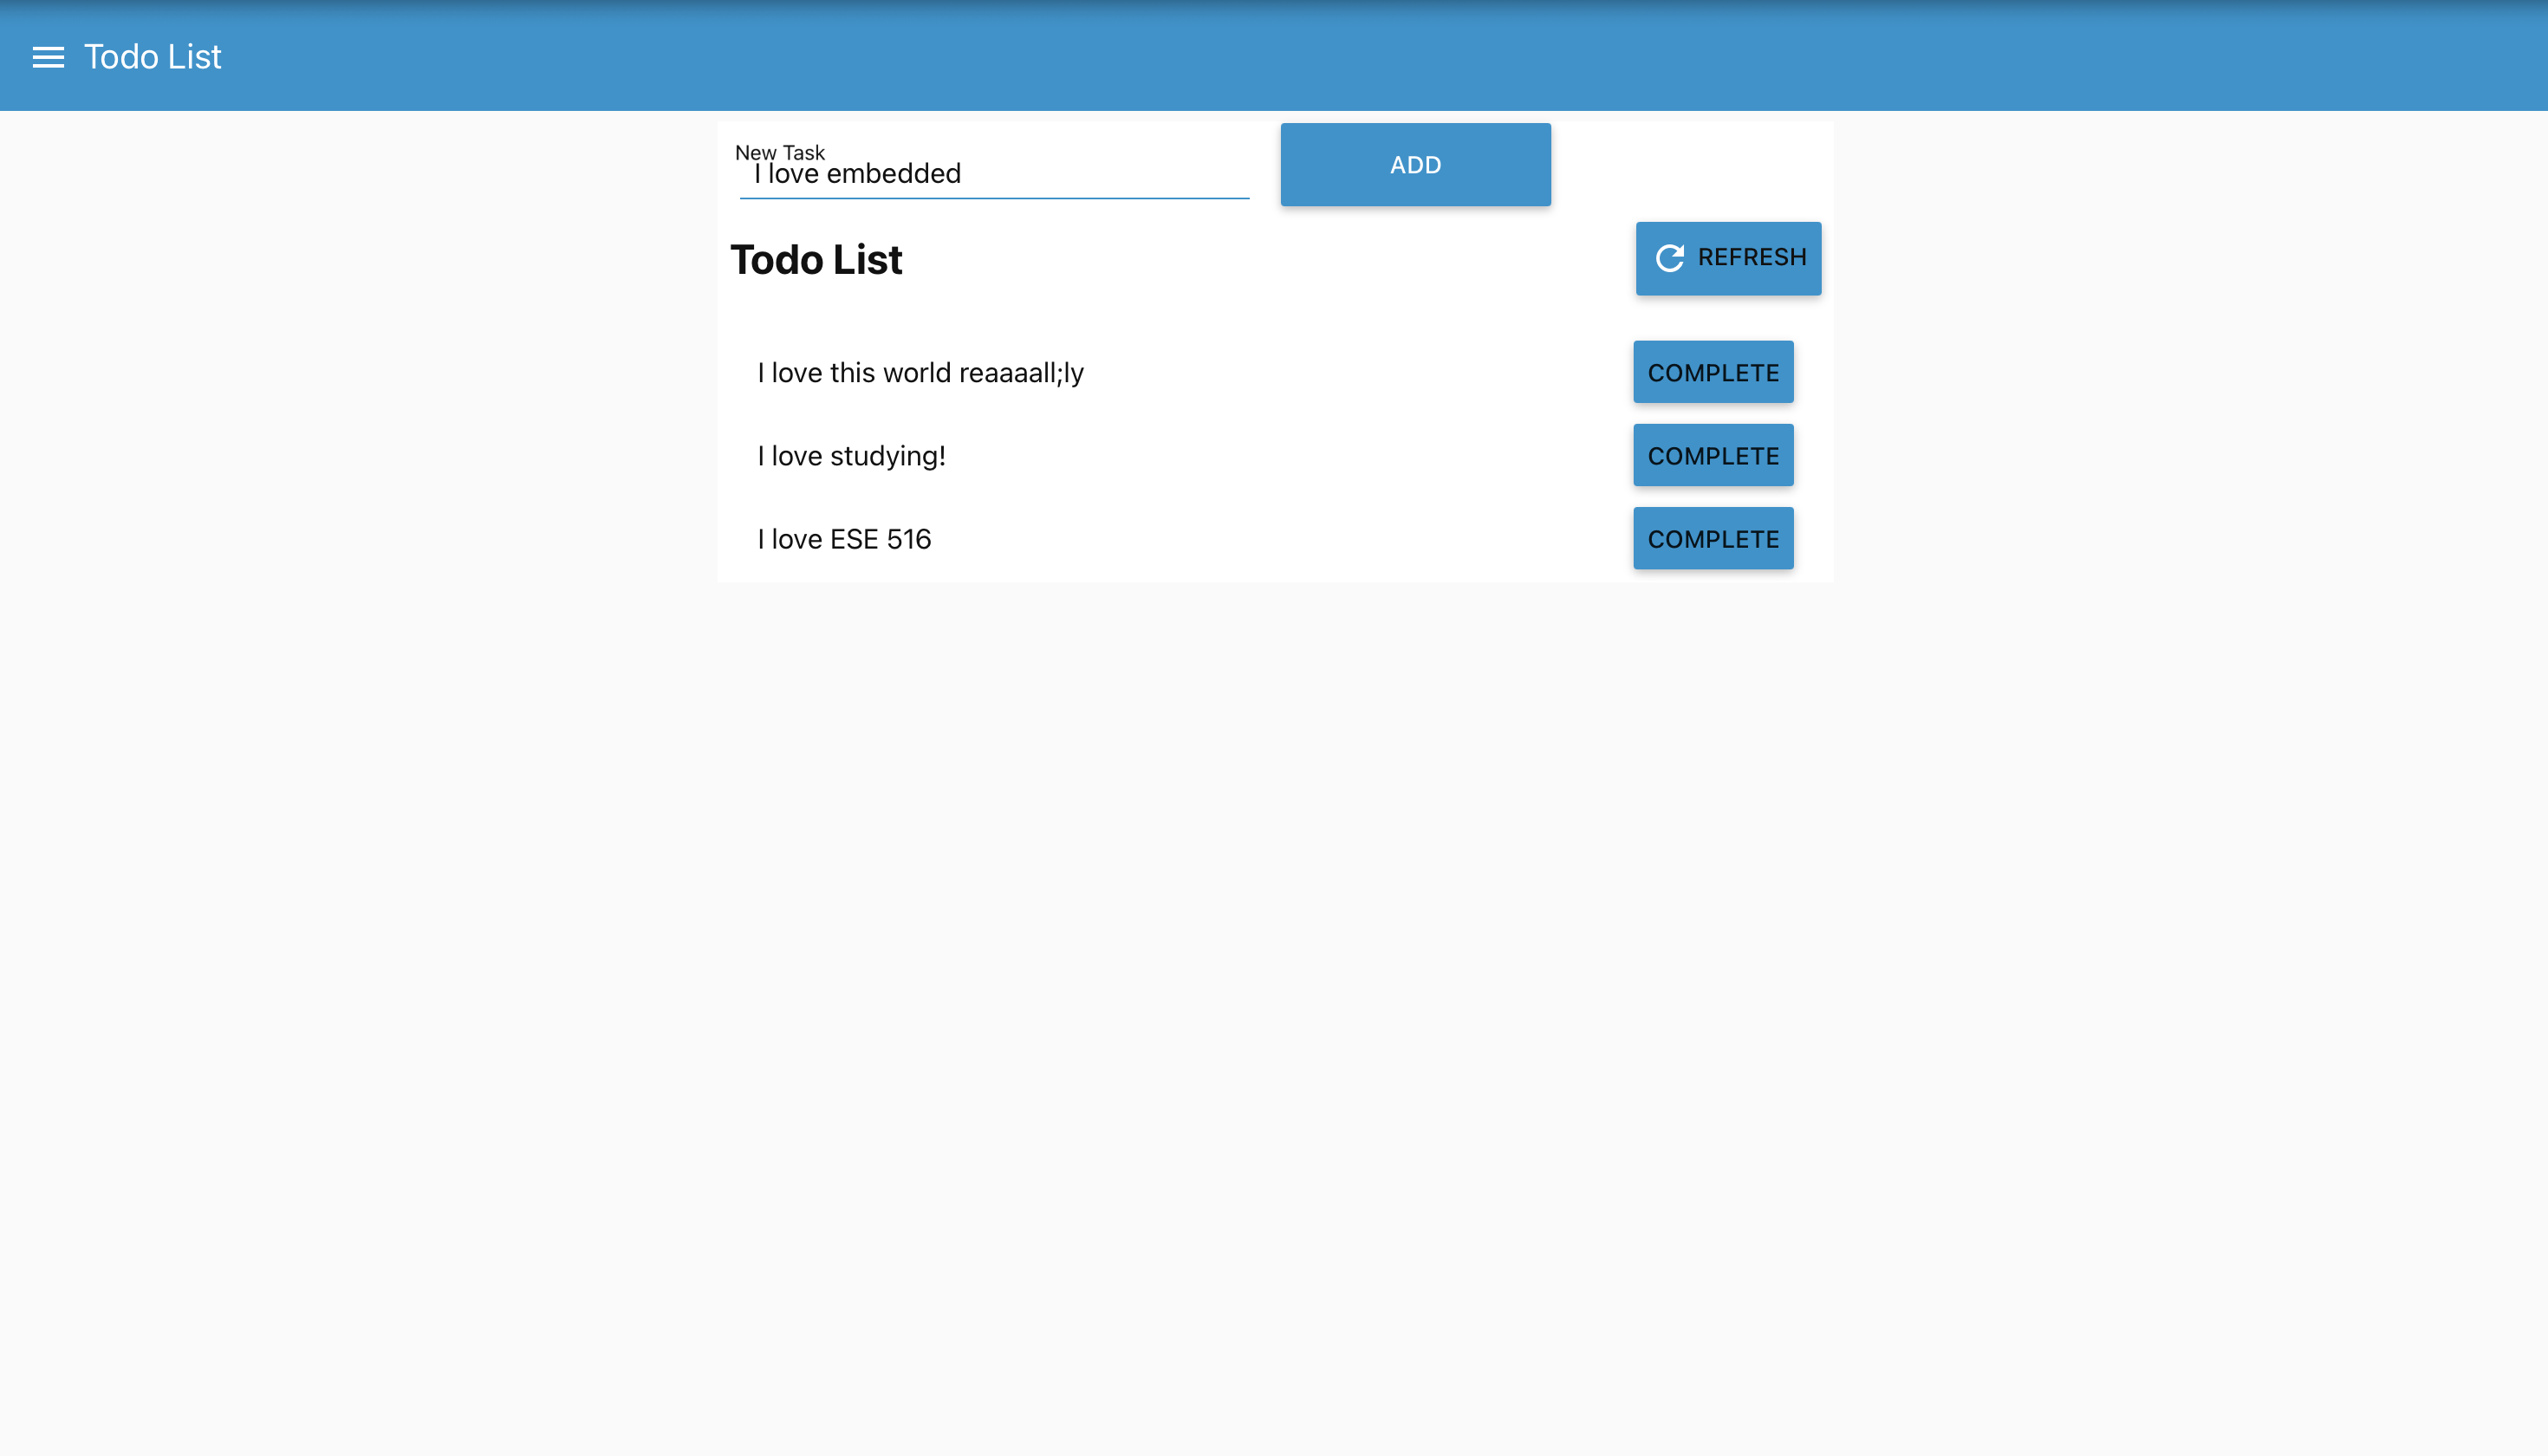 Todo List
New Task
I love embedded
ADD
Todo List
REFRESH
I love this world reaaaall;ly
COMPLETE
I love studying!
COMPLETE
I love ESE 516
COMPLETE